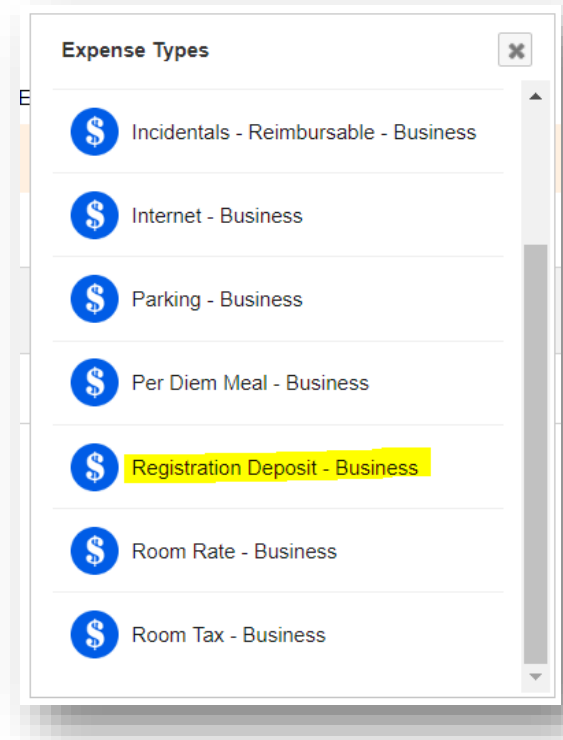 Expense Types
E
$ Incidentals - Reimbursable - Business
$ Internet - Business
$ Parking - Business
$ Per Diem Meal - Business
$ Registration Deposit - Business
$ Room Rate - Business
$ Room Tax - Business